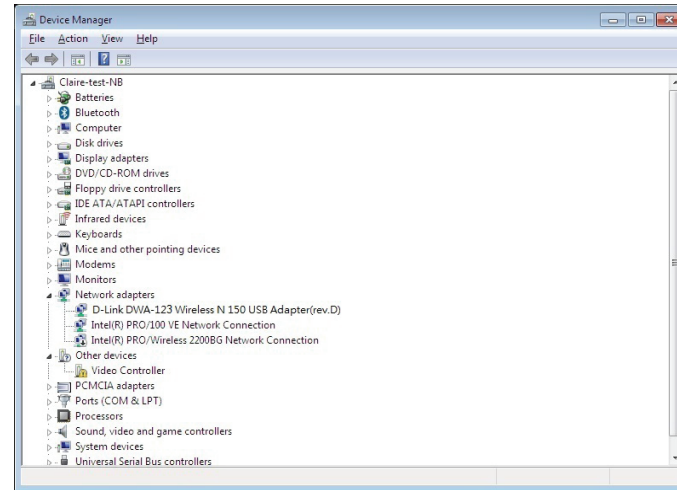 Device Manager
File Action View Help
Claire-test-NB
Batteries
Bluetooth
Computer
Disk drives
Display adapters
DVD/CD-ROM drives
Floppy drive controllers
IDE ATA/ATAPI controllers
Infrared devices
Keyboards
Mice and other pointing devices
Modems
Monitors
Network adapters
D-Link DWA-123 Wireless N 150 USB Adapter(rev.D)
Intel(R) PRO/100 VE Network Connection
Intel(R) PRO/Wireless 2200BG Network Connection
Other devices
Video Controller
PCMCIA adapters
Ports (COM & LPT)
Processors
Sound, video and game controllers
System devices
Universal Serial Bus controllers